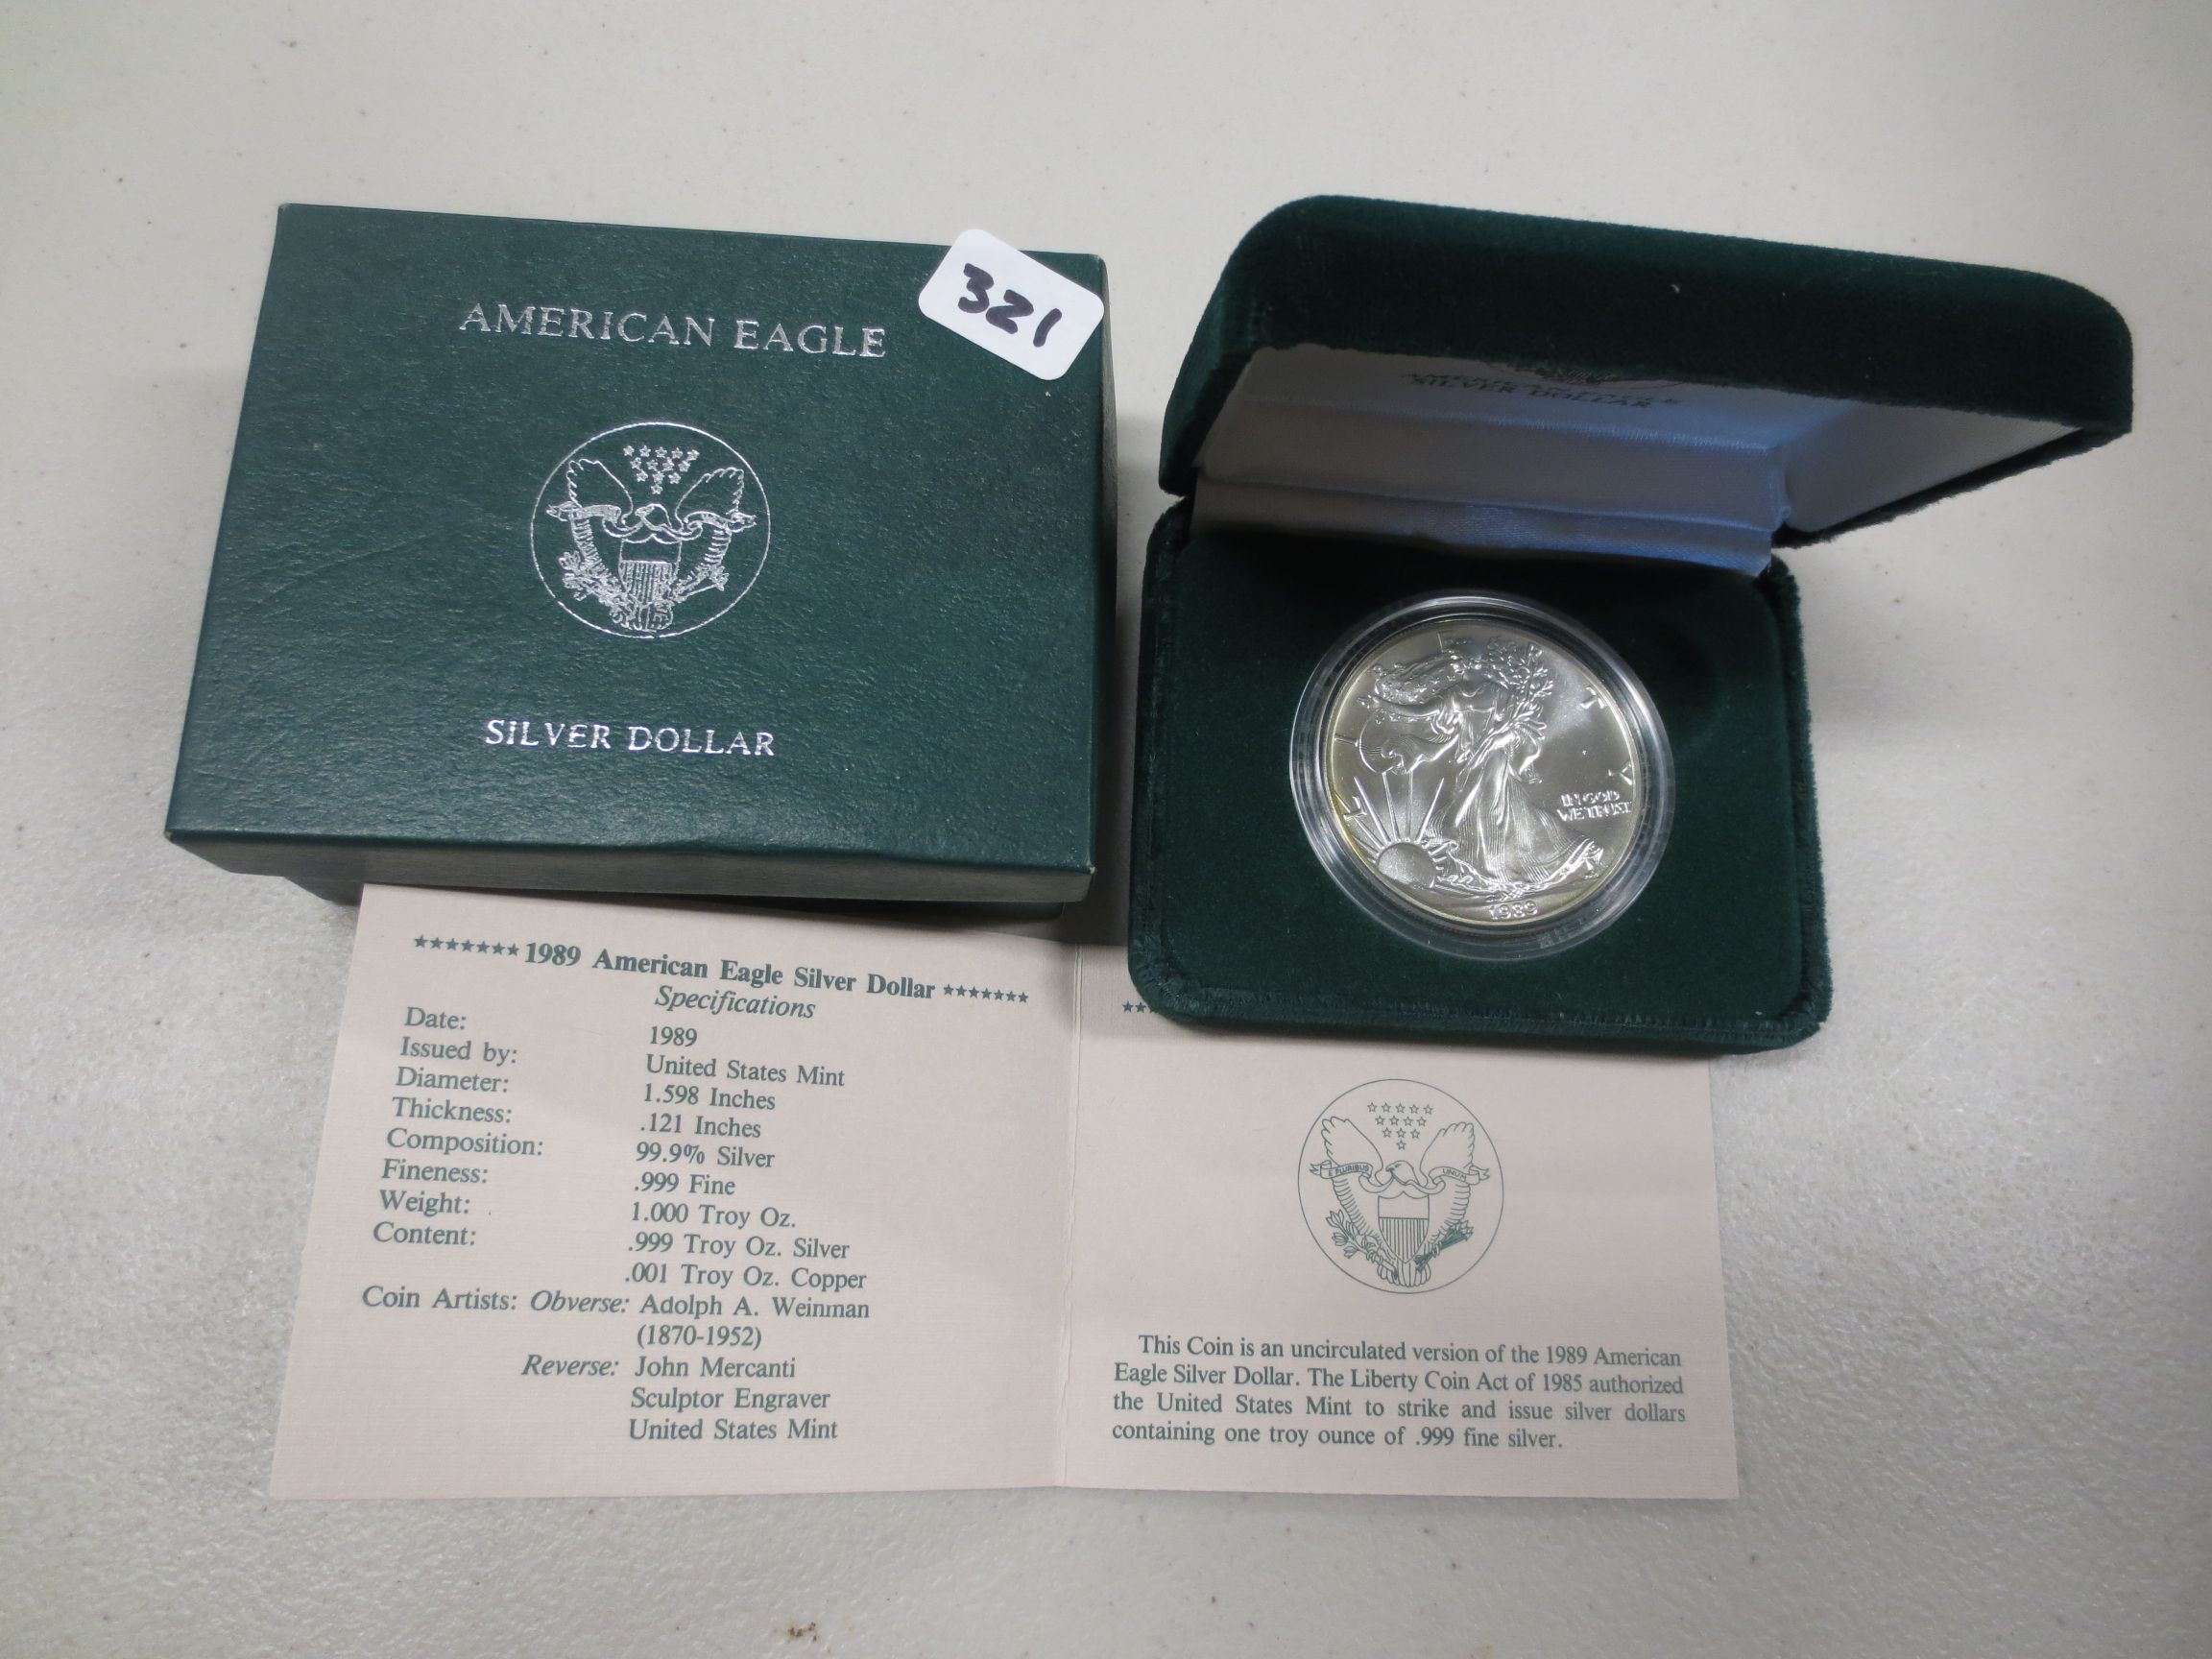 AMERICAN EAGLE
321
SILVER DOLLAR
SILVER DOLLAR
IN GOD
WE TRUST
1989
★★★★★★★ 1989 American Eagle Silver Dollar ★★★★★★★
Specifications
Date: 1989
Issued by: United States Mint
Diameter: 1.598 Inches
Thickness: .121 Inches
Composition: 99.9% Silver
Fineness: .999 Fine
Weight: 1.000 Troy Oz.
Content: .999 Troy Oz. Silver
.001 Troy Oz. Copper
Coin Artists: Obverse: Adolph A. Weinman
(1870-1952)
Reverse: John Mercanti
Sculptor Engraver
United States Mint
PLURIBUS UNUM
This Coin is an uncirculated version of the 1989 American
Eagle Silver Dollar. The Liberty Coin Act of 1985 authorized
the United States Mint to strike and issue silver dollars
containing one troy ounce of .999 fine silver.